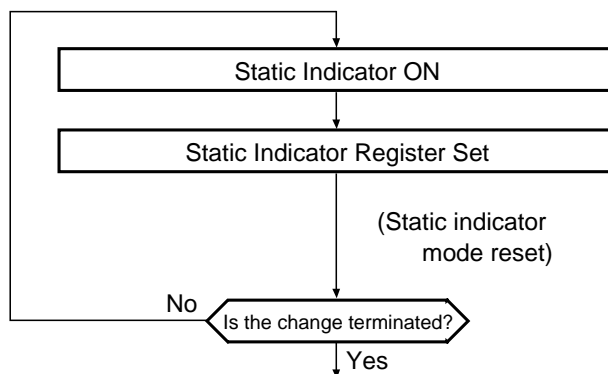 Static Indicator ON
Static Indicator Register Set
(Static indicator
mode reset)
No
Is the change terminated?
Yes